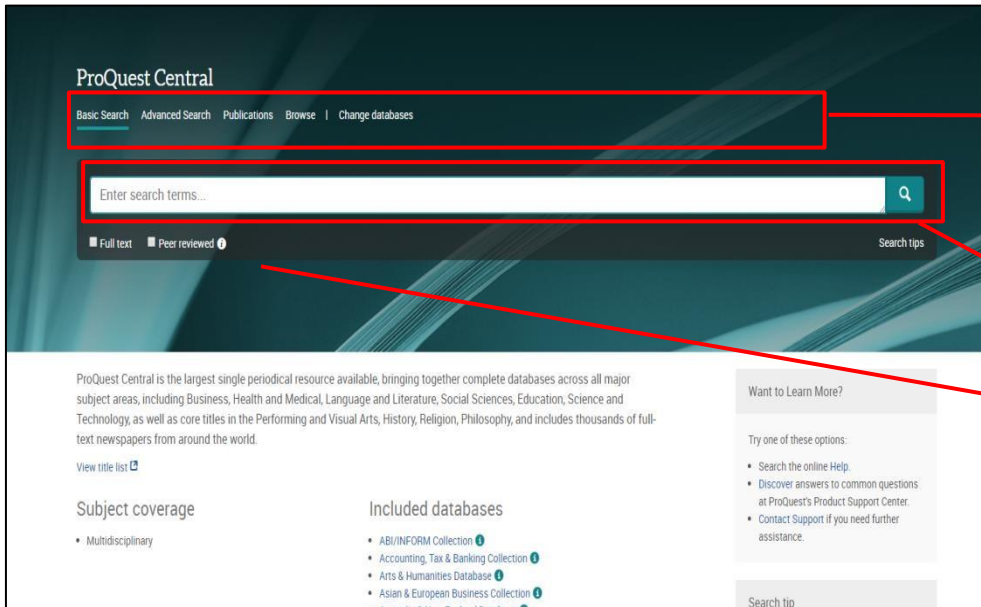 ProQuest Central
Basic Search Advanced Search Publications Browse | Change databases
Enter search terms...
Full text Peer reviewed
Search tips
ProQuest Central is the largest single periodical resource available, bringing together complete databases across all major
subject areas, including Business, Health and Medical, Language and Literature, Social Sciences, Education, Science and
Technology, as well as core titles in the Performing and Visual Arts, History, Religion, Philosophy, and includes thousands of full-
text newspapers from around the world.
View title list
Subject coverage
• Multidisciplinary
Included databases
• ABI/INFORM Collection
• Accounting, Tax & Banking Collection
• Arts & Humanities Database
• Asian & European Business Collection
Want to Learn More?
Try one of these options:
• Search the online Help.
• Discover answers to common questions
at ProQuest's Product Support Center.
• Contact Support if you need further
assistance.
Search tip